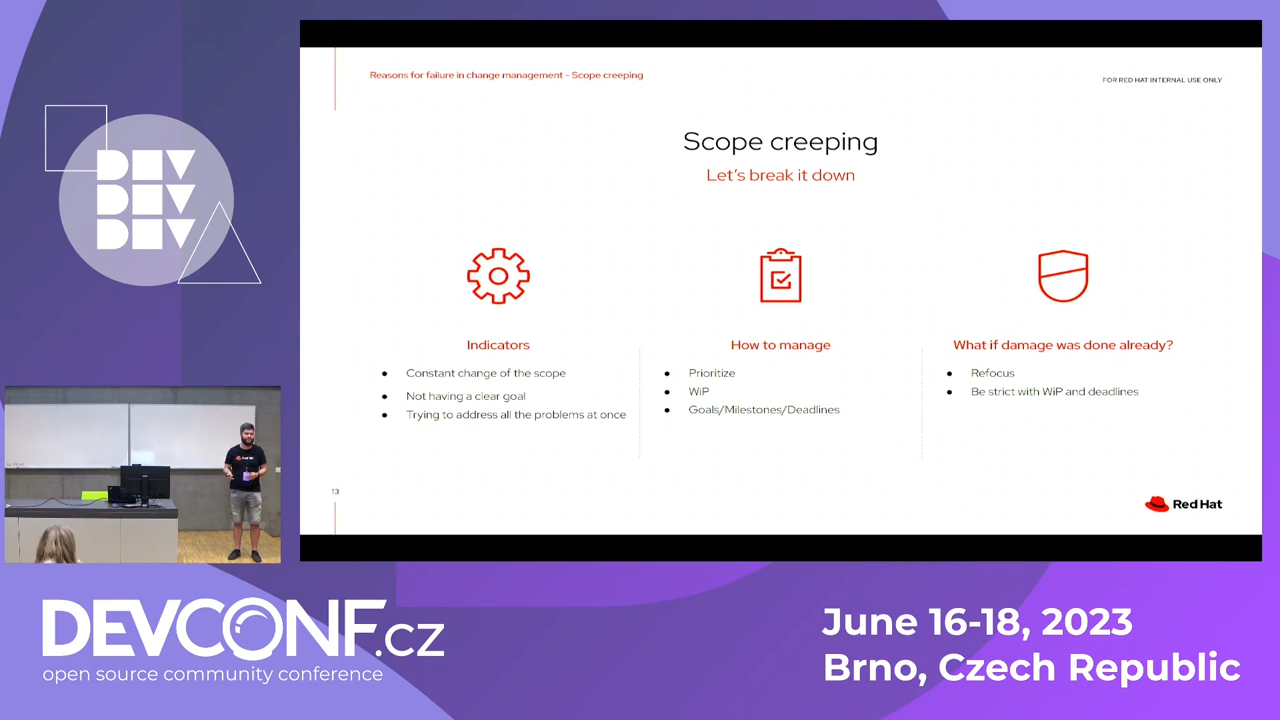 Reasons for failure in change management - Scope creeping
FOR RED HAT INTERNAL USE ONLY
Scope creeping
Let's break it down
Indicators
Constant change of the scope
Not having a clear goal
Trying to address all the problems at once
How to manage
Prioritize
WiP
Goals/Milestones/Deadlines
What if damage was done already?
Refocus
Be strict with WiP and deadlines
13
Red Hat
DEV
DEV
DEV
Red Hat
DEVCONF.cz
open source community conference
June 16-18, 2023
Brno, Czech Republic